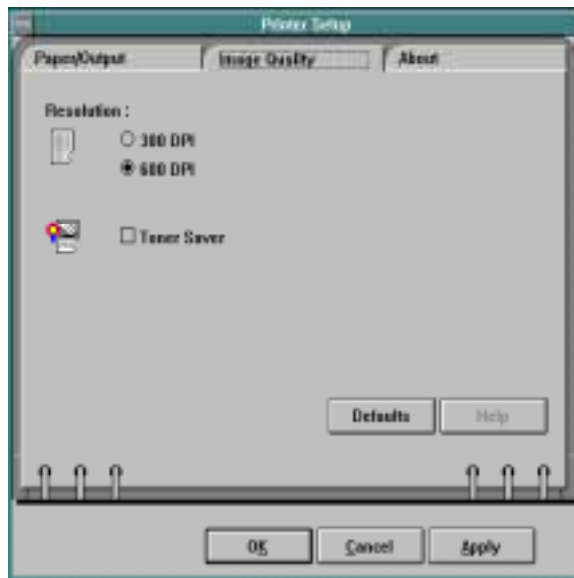 Printer Setup
Paper/Output Image Quality About
Resolution :
300 DPI
600 DPI
Toner Saver
Defaults Help
OK Cancel Apply